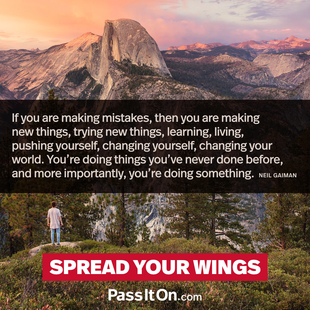 If you are making mistakes, then you are making
new things, trying new things, learning, living,
pushing yourself, changing yourself, changing your
world. You're doing things you've never done before,
and more importantly, you're doing something. NEIL GAIMAN
SPREAD YOUR WINGS
PassItOn.com